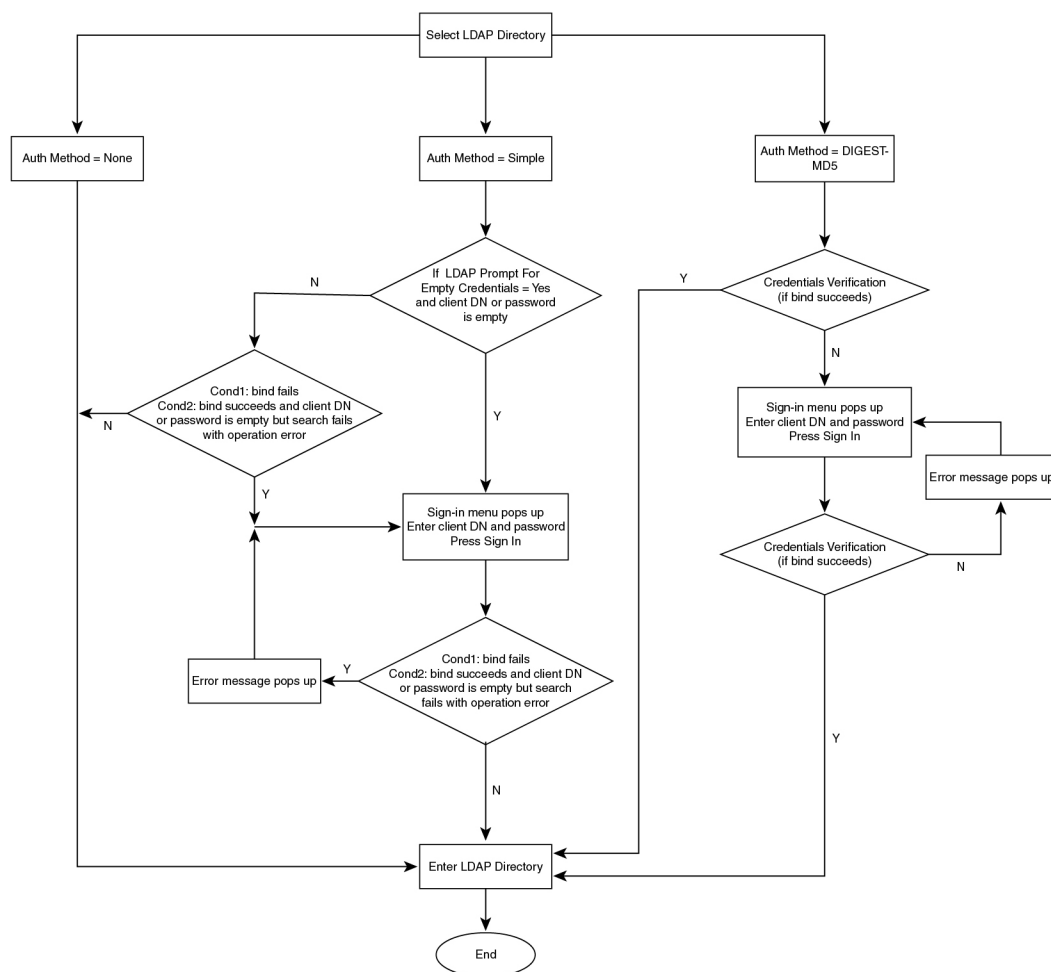 Select LDAP Directory
Auth Method = None
Auth Method = Simple
Auth Method = DIGEST-
MD5
If LDAP Prompt For
Empty Credentials = Yes
and client DN or password
is empty
N
Y
Credentials Verification
(if bind succeeds)
Y
N
Cond1: bind fails
Cond2: bind succeeds and client DN
or password is empty but search fails
with operation error
N
Y
Sign-in menu pops up
Enter client DN and password
Press Sign In
Error message pops up
Sign-in menu pops up
Enter client DN and password
Press Sign In
Credentials Verification
(if bind succeeds)
N
Y
Cond1: bind fails
Cond2: bind succeeds and client DN
or password is empty but search
fails with operation error
Y
Error message pops up
N
Enter LDAP Directory
End